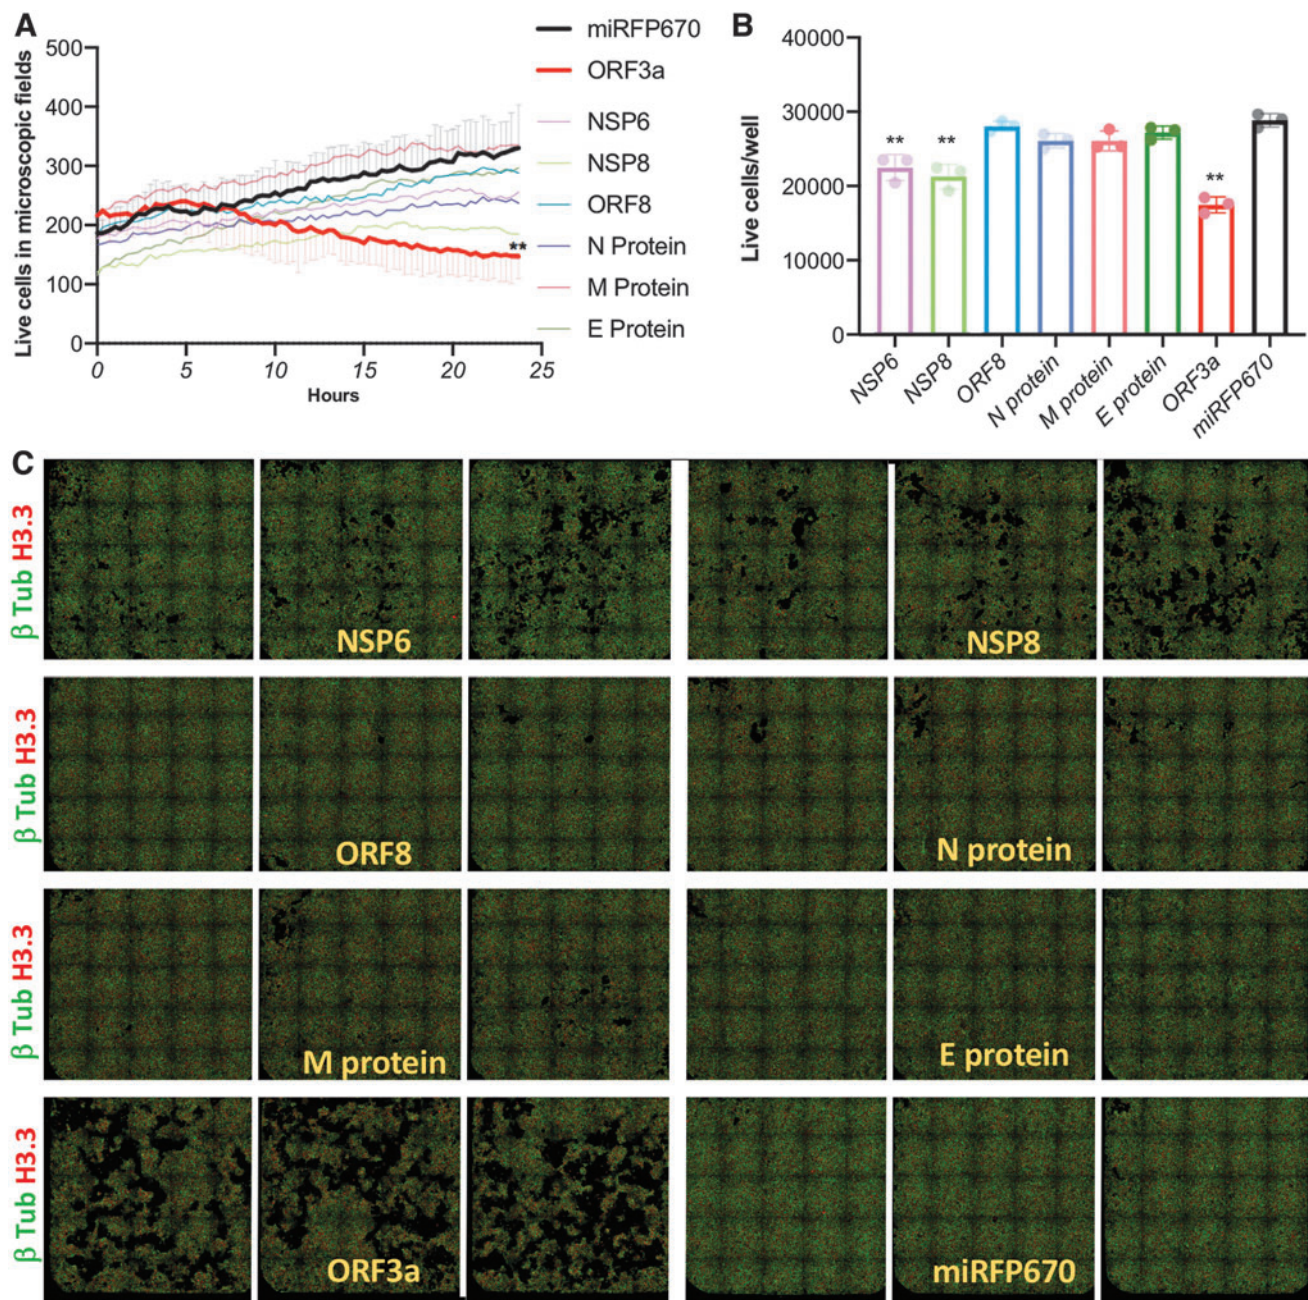 A
Live cells in microscopic fields
500
400
300
200
100
0
0 5 10 15 20 25
Hours
**
miRFP670
ORF3a
NSP6
NSP8
ORF8
N Protein
M Protein
E Protein
B
Live cells/well
40000
30000
20000
10000
0
** ** **
NSP6 NSP8 ORF8 N protein M protein E protein ORF3a miRFP670
C
β Tub H3.3
NSP6 NSP8
β Tub H3.3
ORF8 N protein
β Tub H3.3
M protein E protein
β Tub H3.3
ORF3a miRFP670